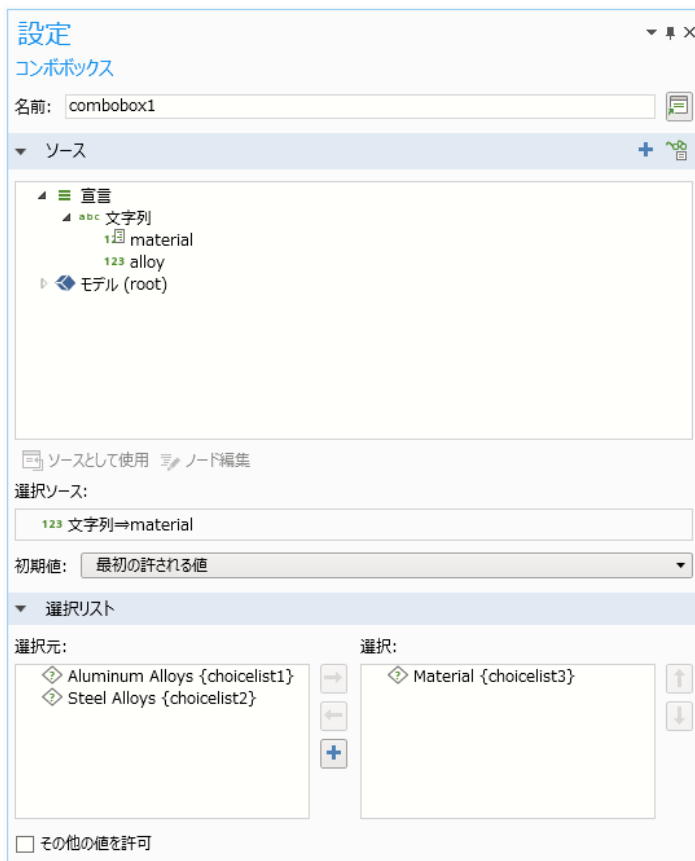 設定
コンボボックス
名前: combobox1
ソース
宣言
abc 文字列
material
123 alloy
モデル (root)
ソースとして使用 ノード編集
選択ソース:
123 文字列⇒material
初期値: 最初の許される値
選択リスト
選択元: 選択:
Aluminum Alloys {choicelist1} Material {choicelist3}
Steel Alloys {choicelist2}
その他の値を許可